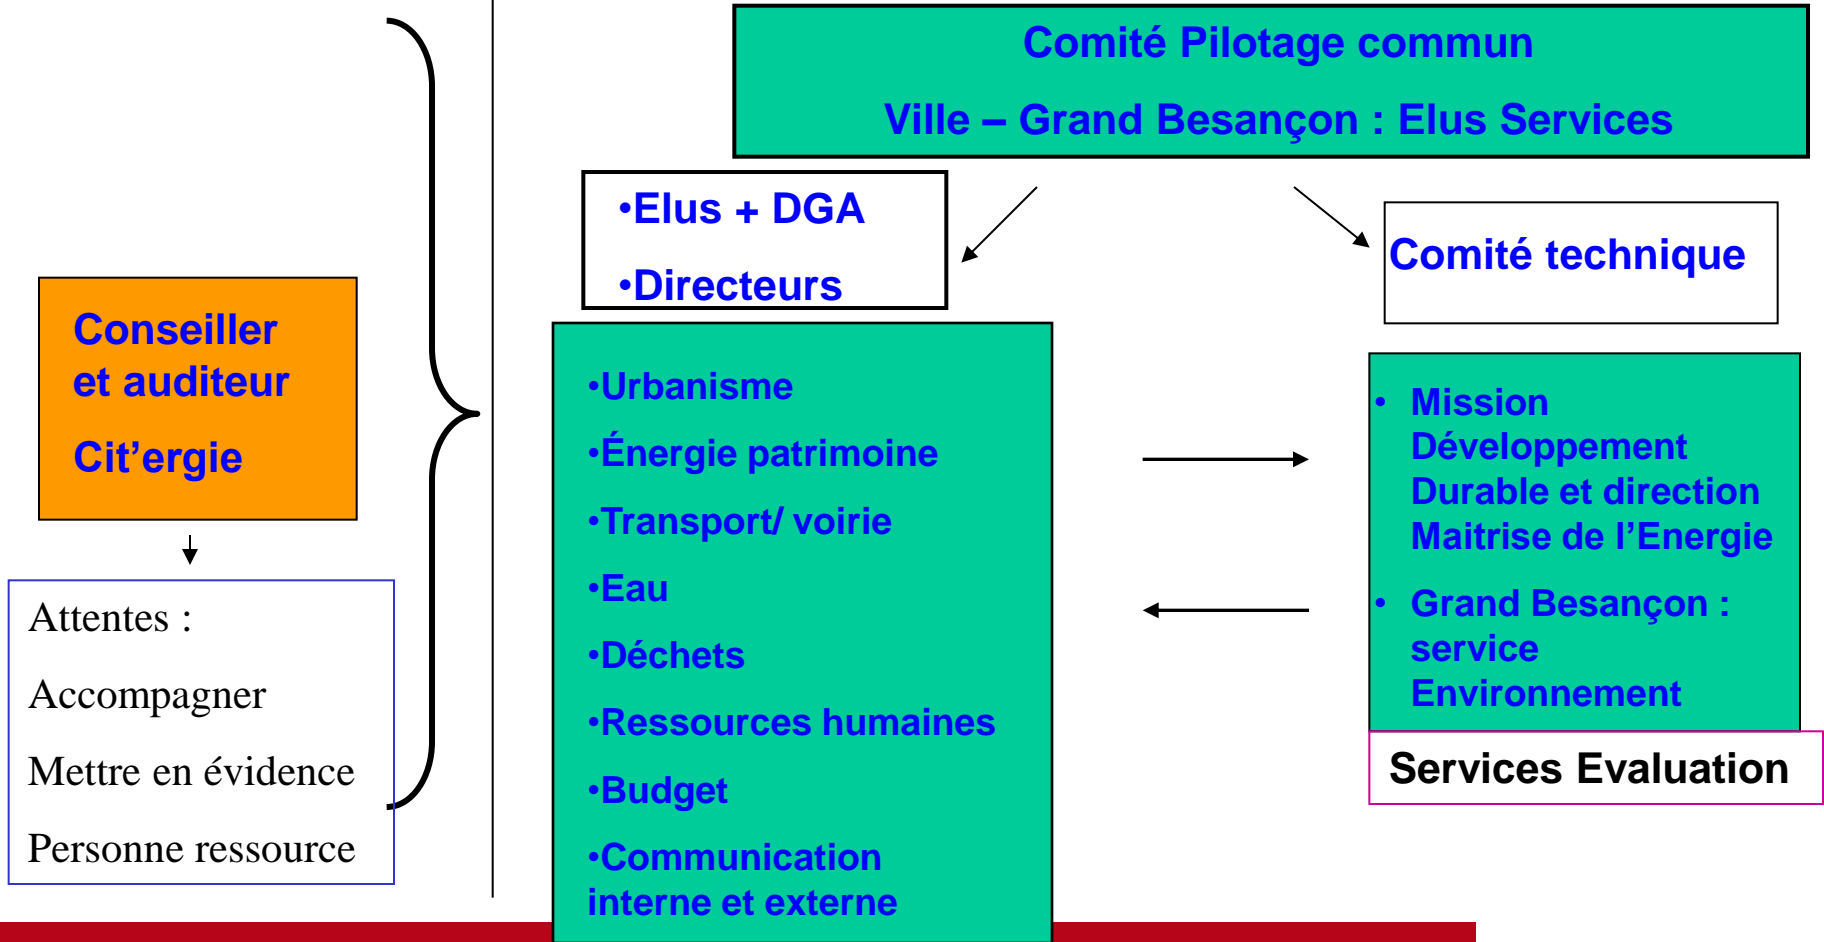 Comité Pilotage commun
Ville – Grand Besançon : Elus Services
•Elus + DGA
•Directeurs
Comité technique
Conseiller
et auditeur
Cit’ergie
Attentes :
Accompagner
Mettre en évidence
Personne ressource
•Urbanisme
•Énergie patrimoine
•Transport/ voirie
•Eau
•Déchets
•Ressources humaines
•Budget
•Communication
interne et externe
• Mission
Développement
Durable et direction
Maitrise de l’Energie
• Grand Besançon :
service
Environnement
Services Evaluation